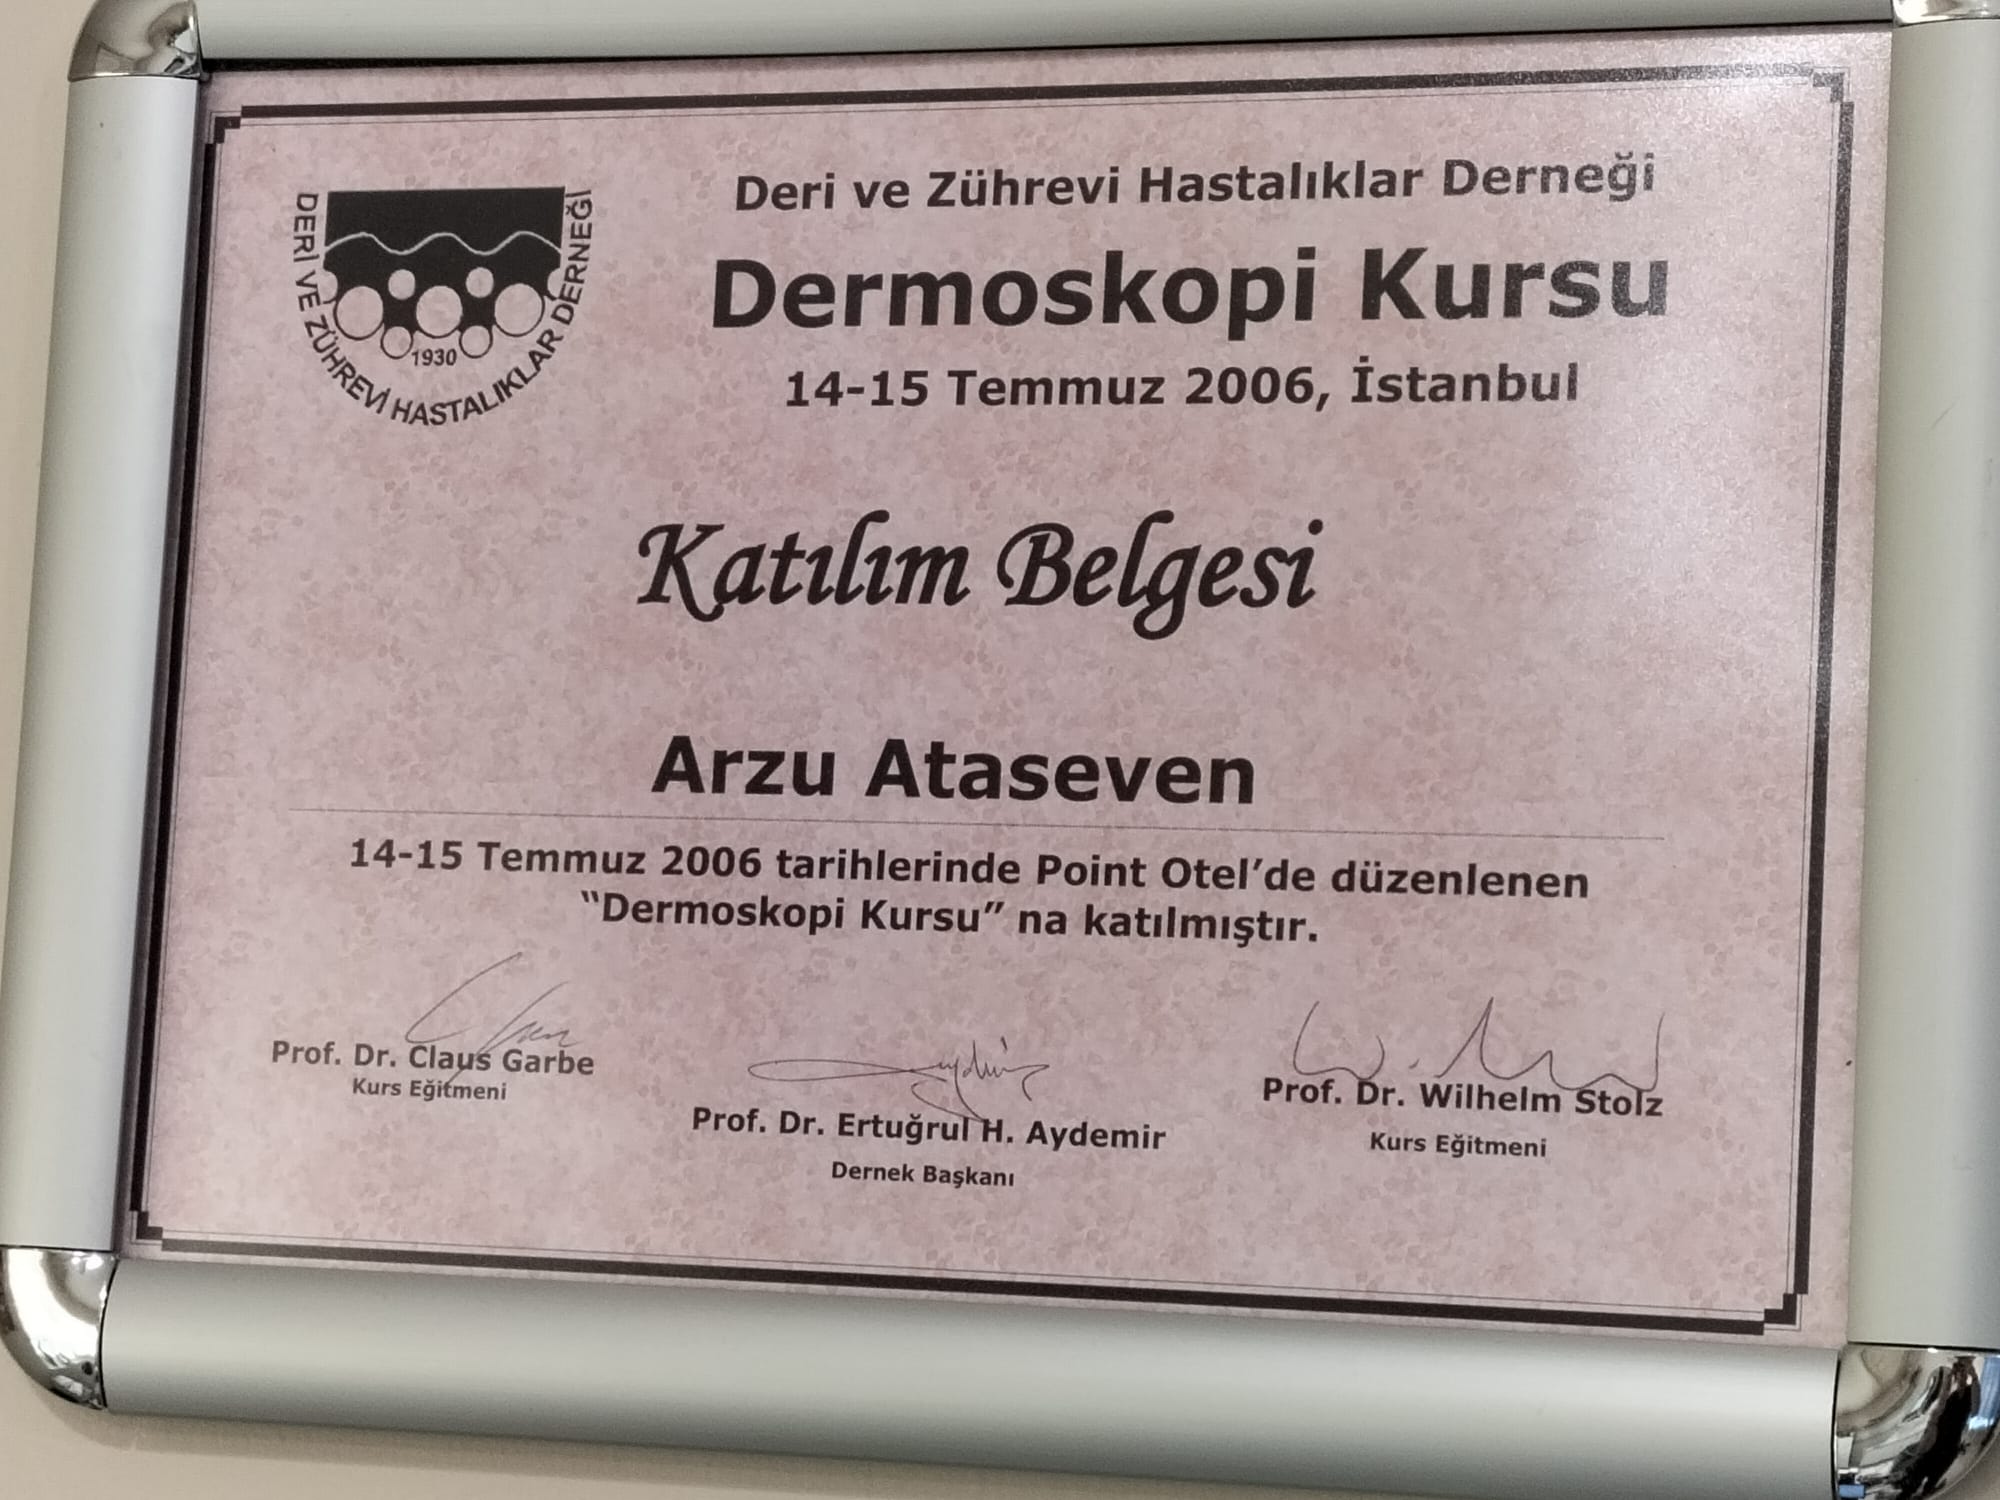 DERİ VE ZÜHREVİ HASTALIKLAR DERNEĞİ
1930
Deri ve Zührevi Hastalıklar Derneği
Dermoskopi Kursu
14-15 Temmuz 2006, İstanbul
Katılım Belgesi
Arzu Ataseven
14-15 Temmuz 2006 tarihlerinde Point Otel’de düzenlenen
“Dermoskopi Kursu” na katılmıştır.
Prof. Dr. Claus Garbe
Kurs Eğitmeni
Prof. Dr. Ertuğrul H. Aydemir
Dernek Başkanı
Prof. Dr. Wilhelm Stolz
Kurs Eğitmeni